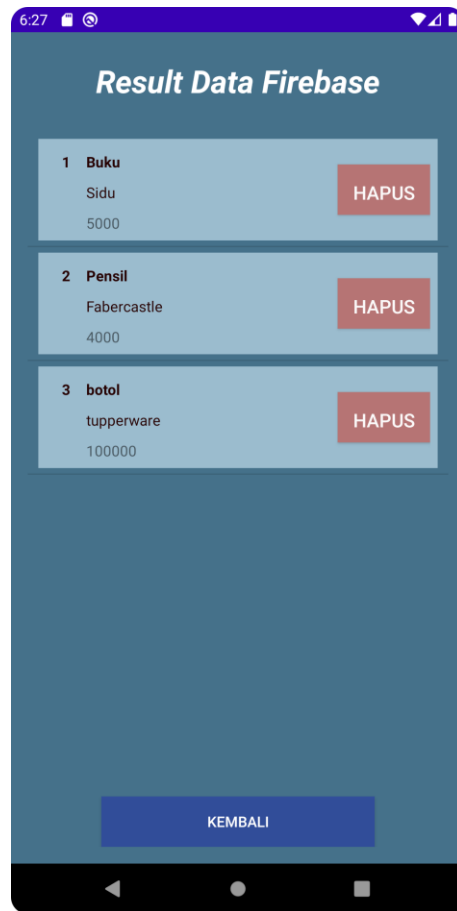 6:27
Result Data Firebase
1 Buku
Sidu
5000
HAPUS
2 Pensil
Fabercastle
4000
HAPUS
3 botol
tupperware
100000
HAPUS
KEMBALI